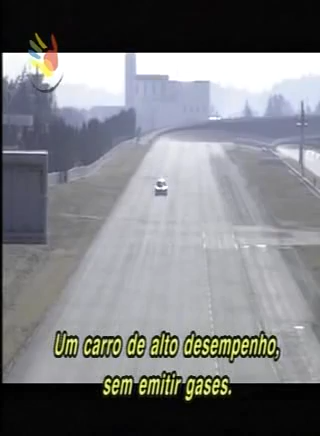 Um carro de alto desempenho,
sem emitir gases.